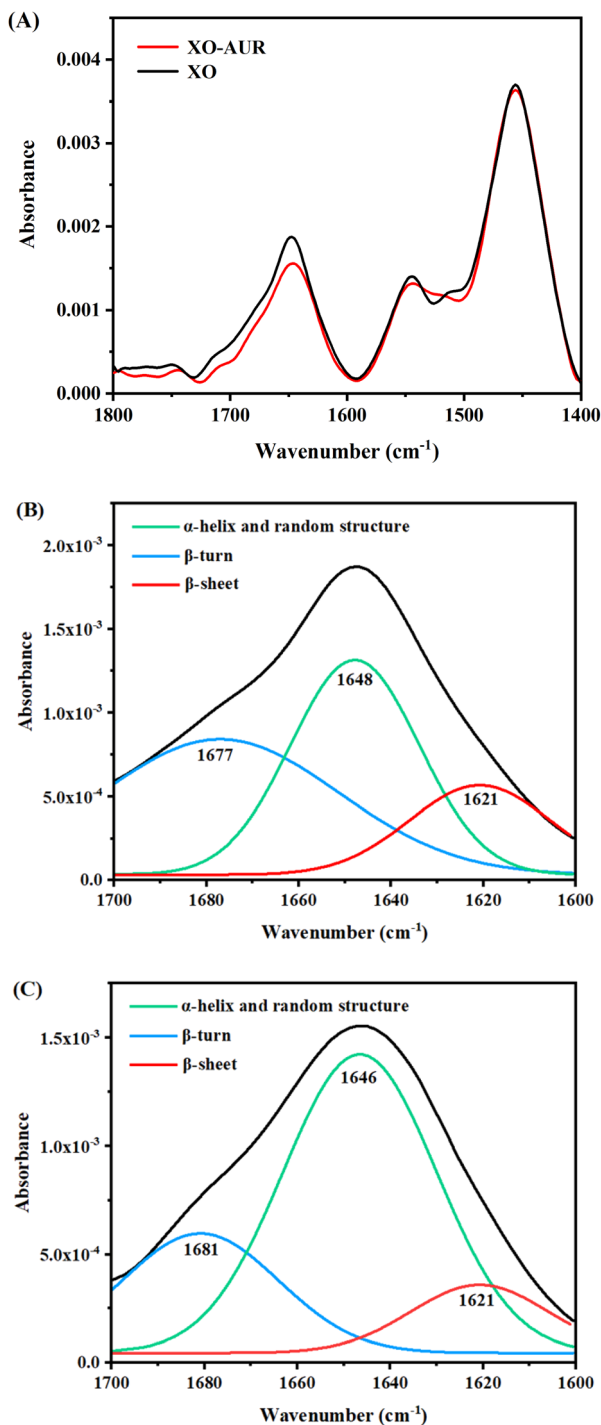 (A)
XO-AUR
XO
0.004
0.003
0.002
0.001
0.000
Absorbance
1800
1700
1600
1500
1400
Wavenumber (cm⁻¹)
(B)
α-helix and random structure
β-turn
β-sheet
2.0x10⁻³
1.5x10⁻³
1.0x10⁻³
5.0x10⁻⁴
0.0
Absorbance
1677
1648
1621
1700
1680
1660
1640
1620
1600
Wavenumber (cm⁻¹)
(C)
α-helix and random structure
β-turn
β-sheet
1.5x10⁻³
1.0x10⁻³
5.0x10⁻⁴
0.0
Absorbance
1681
1646
1621
1700
1680
1660
1640
1620
1600
Wavenumber (cm⁻¹)